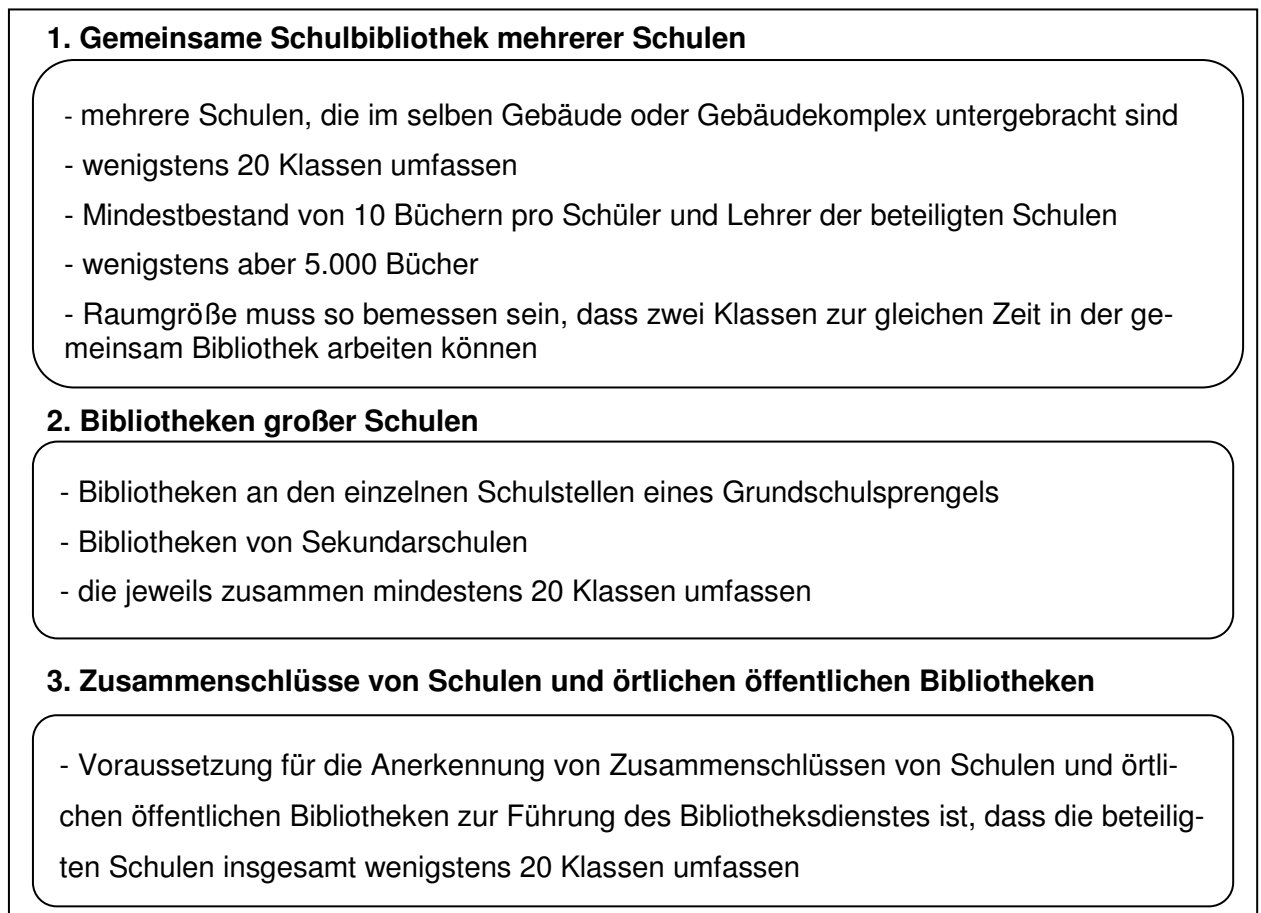 1. Gemeinsame Schulbibliothek mehrerer Schulen
- mehrere Schulen, die im selben Gebäude oder Gebäudekomplex untergebracht sind
- wenigstens 20 Klassen umfassen
- Mindestbestand von 10 Büchern pro Schüler und Lehrer der beteiligten Schulen
- wenigstens aber 5.000 Bücher
- Raumgröße muss so bemessen sein, dass zwei Klassen zur gleichen Zeit in der ge-
meinsam Bibliothek arbeiten können
2. Bibliotheken großer Schulen
- Bibliotheken an den einzelnen Schulstellen eines Grundschulsprengels
- Bibliotheken von Sekundarschulen
- die jeweils zusammen mindestens 20 Klassen umfassen
3. Zusammenschlüsse von Schulen und örtlichen öffentlichen Bibliotheken
- Voraussetzung für die Anerkennung von Zusammenschlüssen von Schulen und örtli-
chen öffentlichen Bibliotheken zur Führung des Bibliotheksdienstes ist, dass die beteilig-
ten Schulen insgesamt wenigstens 20 Klassen umfassen